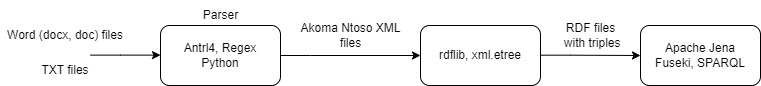 Parser
Word (docx, doc) files
TXT files
Antrl4, Regex
Python
Akoma Ntoso XML
files
rdflib, xml.etree
RDF files
with triples
Apache Jena
Fuseki, SPARQL